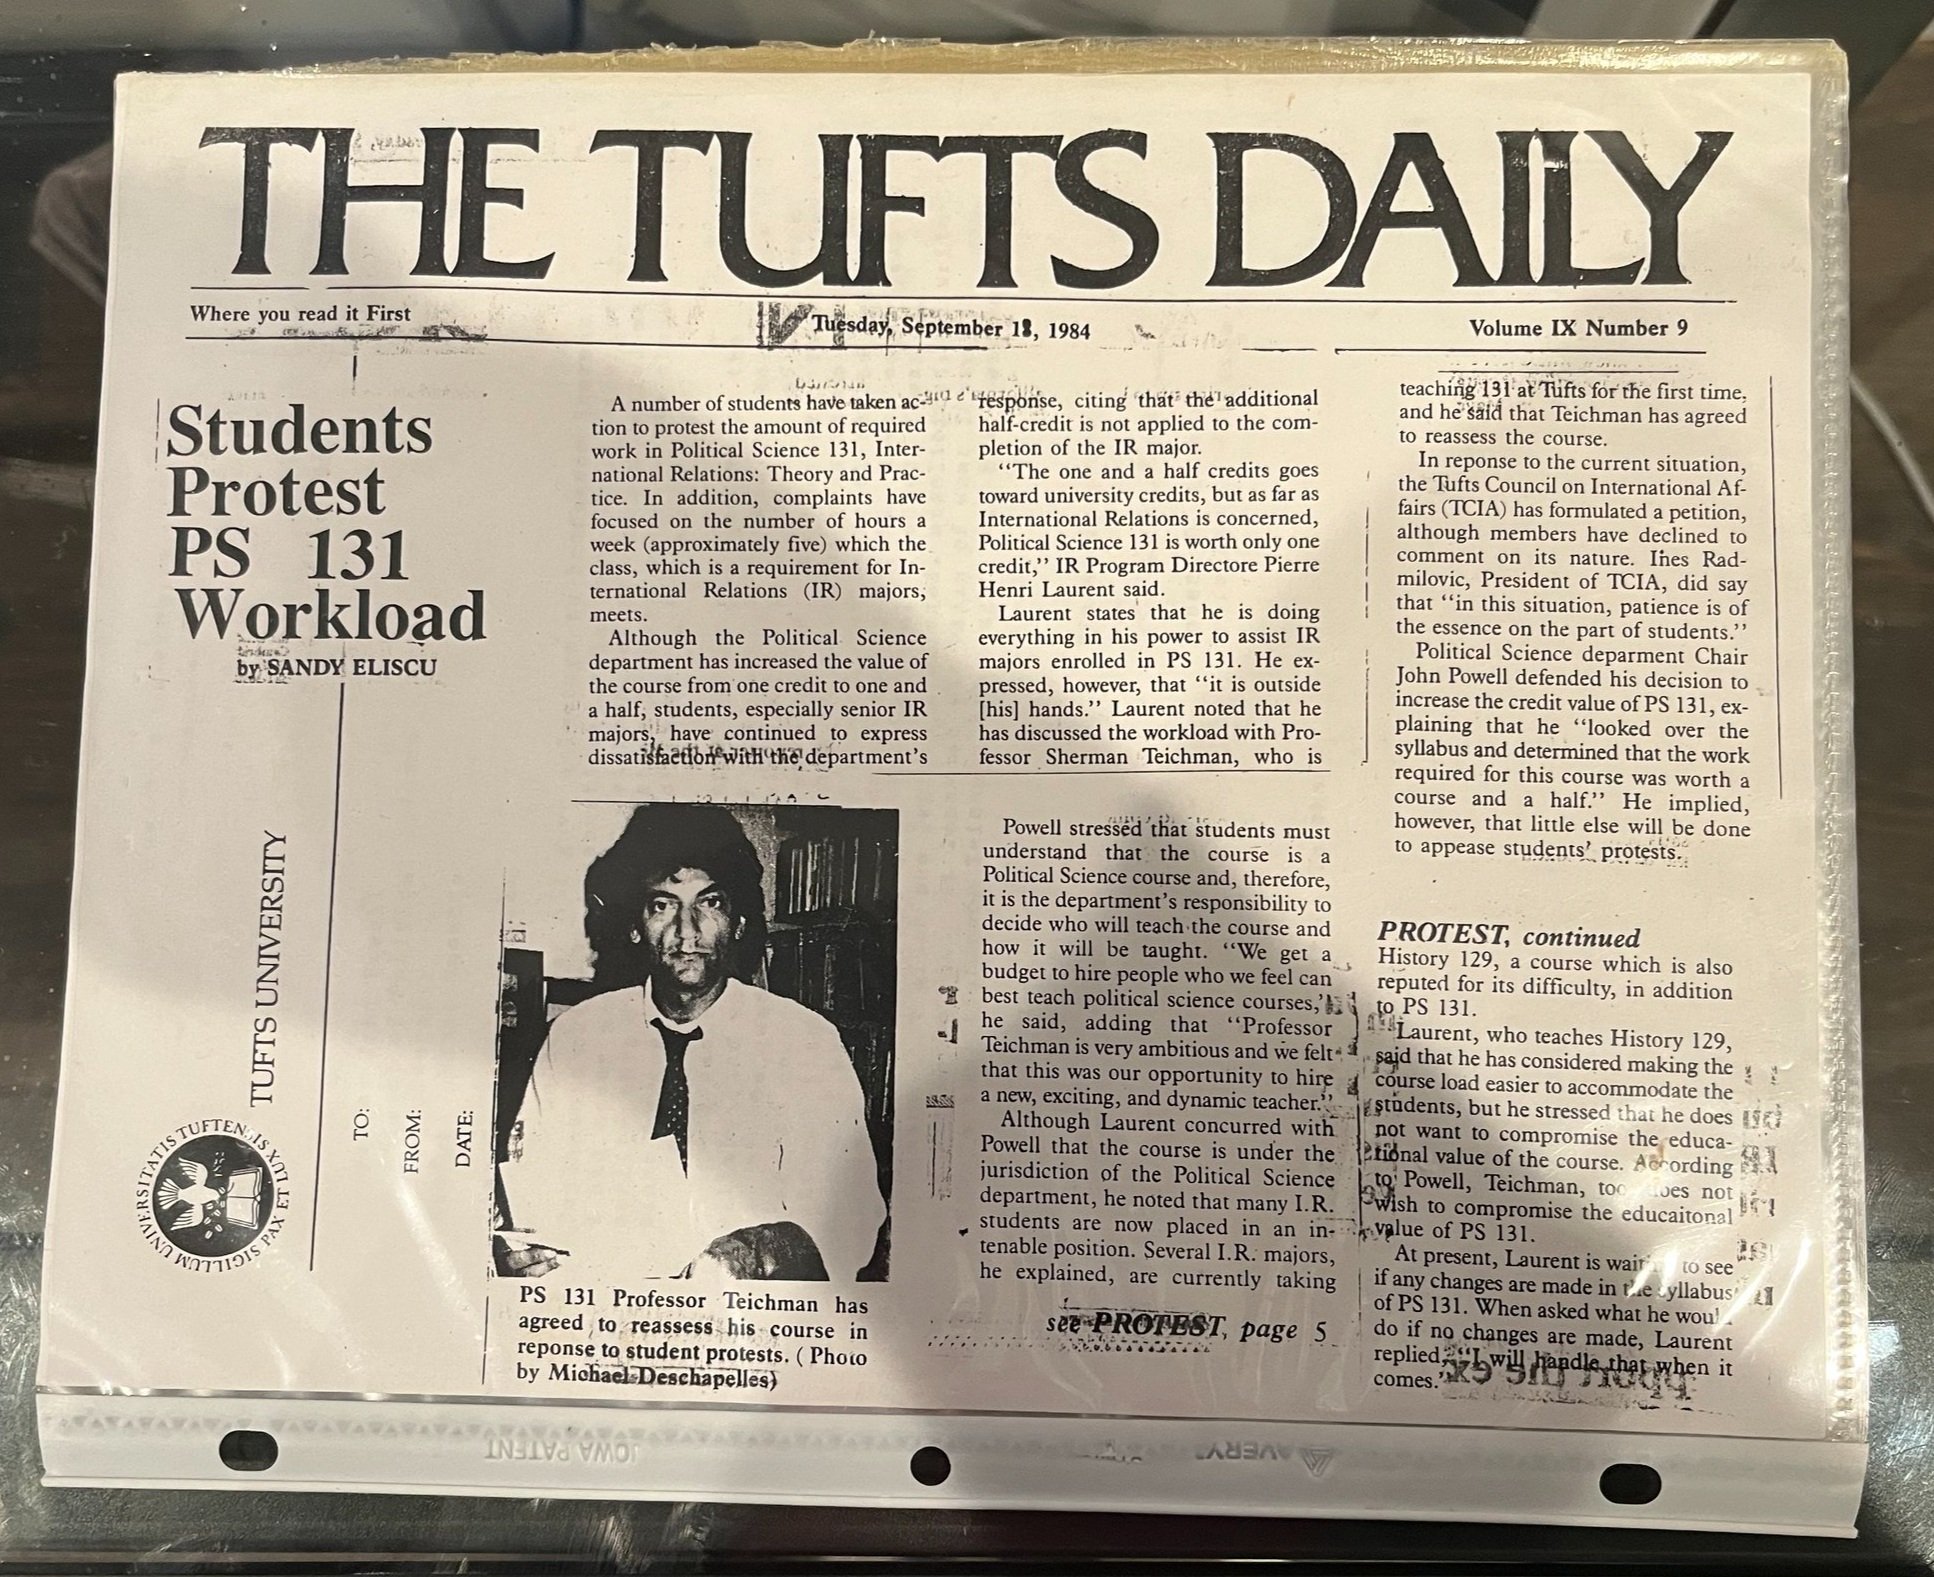 THE TUFTS DAILY
Where you read it First
Tuesday, September 18, 1984
Volume IX Number 9
Students
Protest
PS 131
Workload
by SANDY ELISCU
A number of students have taken ac-
tion to protest the amount of required
work in Political Science 131, Inter-
national Relations: Theory and Prac-
tice. In addition, complaints have
focused on the number of hours a
week (approximately five) which the
class, which is a requirement for In-
ternational Relations (IR) majors,
meets.
Although the Political Science
department has increased the value of
the course from one credit to one and
a half, students, especially senior IR
majors, have continued to express
dissatisfaction with the department's
response, citing that the additional
half-credit is not applied to the com-
pletion of the IR major.
"The one and a half credits goes
toward university credits, but as far as
International Relations is concerned,
Political Science 131 is worth only one
credit," IR Program Directore Pierre
Henri Laurent said.
Laurent states that he is doing
everything in his power to assist IR
majors enrolled in PS 131. He ex-
pressed, however, that "it is outside
[his] hands." Laurent noted that he
has discussed the workload with Pro-
fessor Sherman Teichman, who is
teaching 131 at Tufts for the first time,
and he said that Teichman has agreed
to reassess the course.
In reponse to the current situation,
the Tufts Council on International Af-
fairs (TCIA) has formulated a petition,
although members have declined to
comment on its nature. Ines Rad-
milovic, President of TCIA, did say
that "in this situation, patience is of
the essence on the part of students."
Political Science deparment Chair
John Powell defended his decision to
increase the credit value of PS 131, ex-
plaining that he "looked over the
syllabus and determined that the work
required for this course was worth a
course and a half." He implied,
however, that little else will be done
to appease students' protests.
Powell stressed that students must
understand that the course is a
Political Science course and, therefore,
it is the department's responsibility to
decide who will teach the course and
how it will be taught. "We get a
budget to hire people who we feel can
best teach political science courses,"
he said, adding that "Professor
Teichman is very ambitious and we felt
that this was our opportunity to hire
a new, exciting, and dynamic teacher."
Although Laurent concurred with
Powell that the course is under the
jurisdiction of the Political Science
department, he noted that many I.R.
students are now placed in an in-
tenable position. Several I.R. majors,
he explained, are currently taking
see PROTEST, page 5
PROTEST, continued
History 129, a course which is also
reputed for its difficulty, in addition
to PS 131.
Laurent, who teaches History 129,
said that he has considered making the
course load easier to accommodate the
students, but he stressed that he does
not want to compromise the educa-
tional value of the course. According
to Powell, Teichman, too does not
wish to compromise the educaitonal
value of PS 131.
At present, Laurent is waiting to see
if any changes are made in the syllabus
of PS 131. When asked what he would
do if no changes are made, Laurent
replied, "I will handle that when it
comes."
PS 131 Professor Teichman has
agreed to reassess his course in
reponse to student protests. ( Photo
by Michael Deschapelles)
TUFTS UNIVERSITY
TO:
FROM:
DATE:
SIGILLUM UNIVERSITATIS TUFTENSIS PAX ET LUX
IOWA PATENT
AVERY